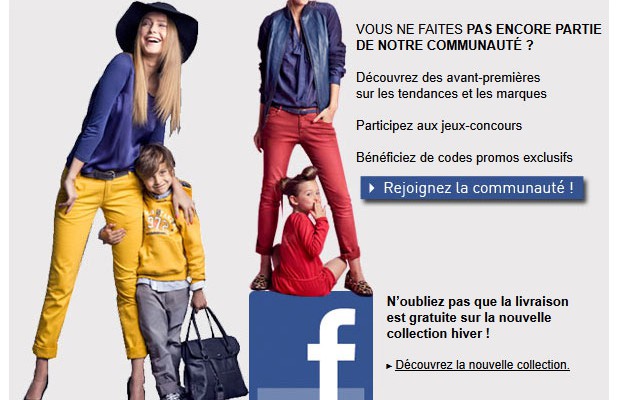 VOUS NE FAITES PAS ENCORE PARTIE
DE NOTRE COMMUNAUTÉ ?
Découvrez des avant-premières
sur les tendances et les marques
Participez aux jeux-concours
Bénéficiez de codes promos exclusifs
Rejoignez la communauté !
N'oubliez pas que la livraison
est gratuite sur la nouvelle
collection hiver !
▸ Découvrez la nouvelle collection.
f